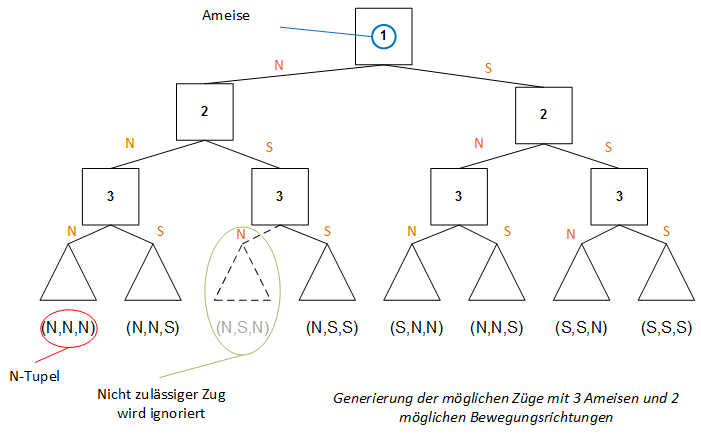 Ameise
1
N
S
2
2
N
S
N
S
3
3
3
3
N
S
N
S
N
S
N
S
(N,N,N)
(N,N,S)
(N,S,N)
(N,S,S)
(S,N,N)
(N,N,S)
(S,S,N)
(S,S,S)
N-Tupel
Nicht zulässiger Zug
wird ignoriert
Generierung der möglichen Züge mit 3 Ameisen und 2
möglichen Bewegungsrichtungen